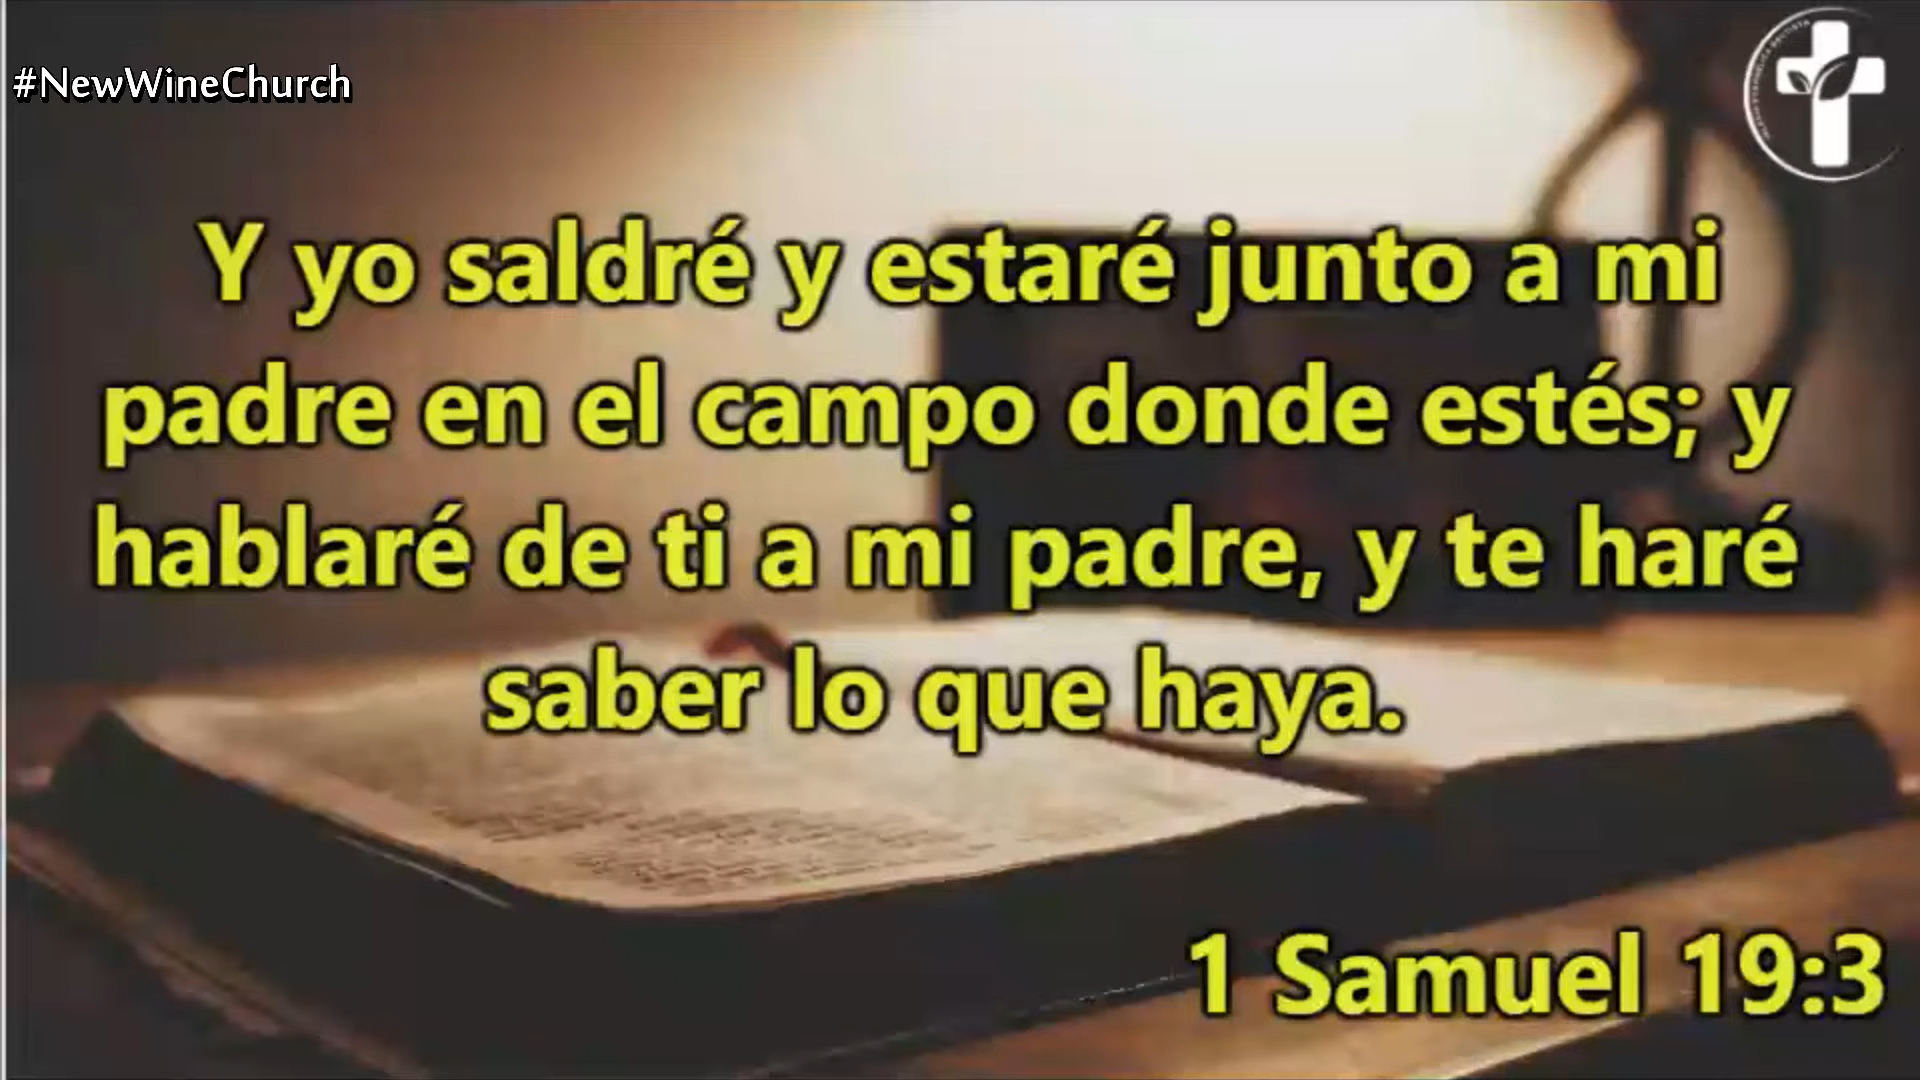 #NewWineChurch
Y yo saldré y estaré junto a mi
padre en el campo donde estés; y
hablaré de ti a mi padre, y te haré
saber lo que haya.
1 Samuel 19:3